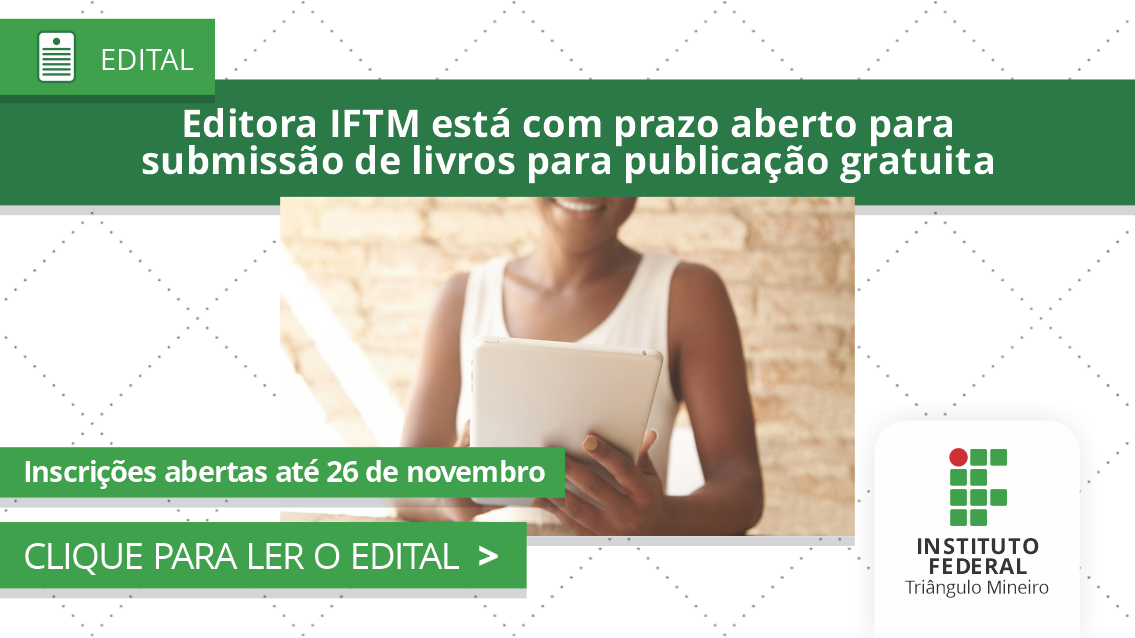 EDITAL
Editora IFTM está com prazo aberto para
submissão de livros para publicação gratuita
Inscrições abertas até 26 de novembro
CLIQUE PARA LER O EDITAL >
INSTITUTO
FEDERAL
Triângulo Mineiro